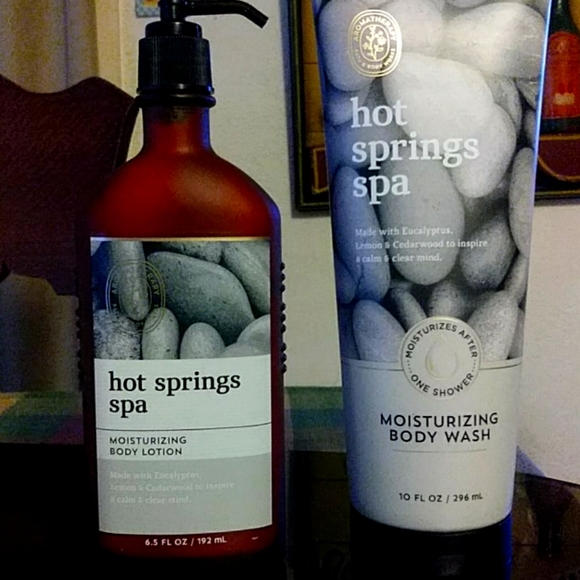 AROMATHERAPY
hot springs
spa
MOISTURIZING
BODY LOTION
Made with Eucalyptus,
Lemon & Cedarwood to inspire
a calm & clear mind.
6.5 FL OZ / 192 mL
AROMATHERAPY
hot
springs
spa
Made with Eucalyptus,
Lemon & Cedarwood to inspire
a calm & clear mind.
MOISTURIZES AFTER
ONE SHOWER
MOISTURIZING
BODY WASH
10 FL OZ / 296 mL